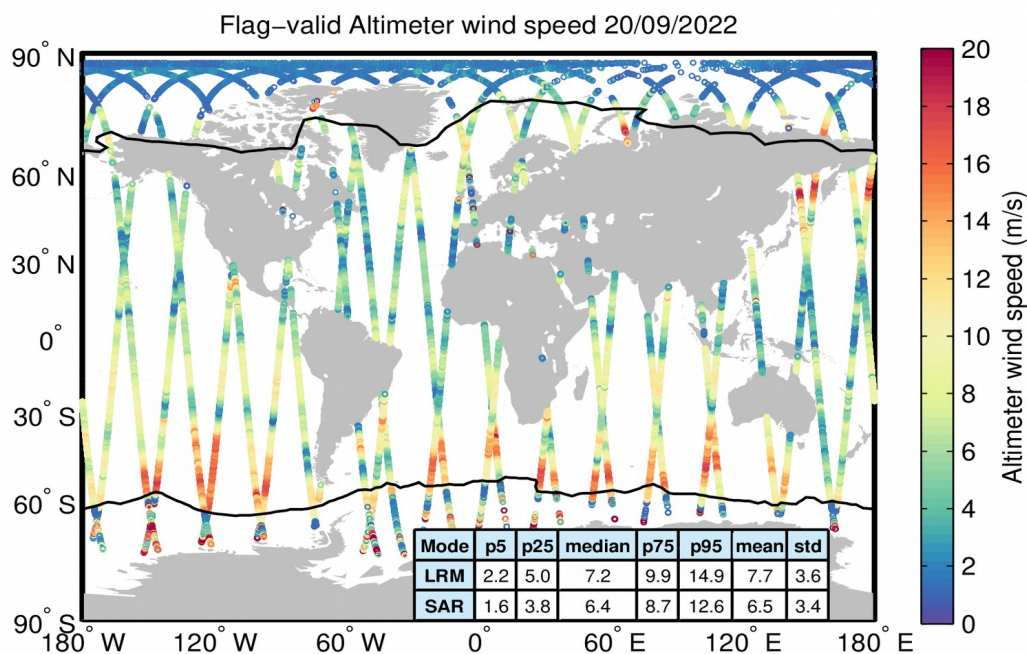 Flag−valid Altimeter wind speed 20/09/2022
90° N
60° N
30° N
0°
30° S
60° S
90° S
180° W
120° W
60° W
0°
60° E
120° E
180° E
Mode p5 p25 median p75 p95 mean std
LRM 2.2 5.0 7.2 9.9 14.9 7.7 3.6
SAR 1.6 3.8 6.4 8.7 12.6 6.5 3.4
20
18
16
14
12
10
8
6
4
2
0
Altimeter wind speed (m/s)